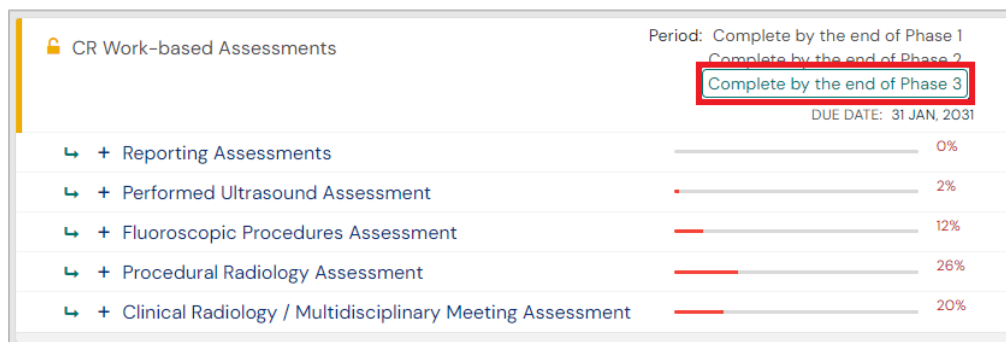 CR Work-based Assessments
Period: Complete by the end of Phase 1
Complete by the end of Phase 2
Complete by the end of Phase 3
DUE DATE: 31 JAN, 2031
+ Reporting Assessments 0%
+ Performed Ultrasound Assessment 2%
+ Fluoroscopic Procedures Assessment 12%
+ Procedural Radiology Assessment 26%
+ Clinical Radiology / Multidisciplinary Meeting Assessment 20%